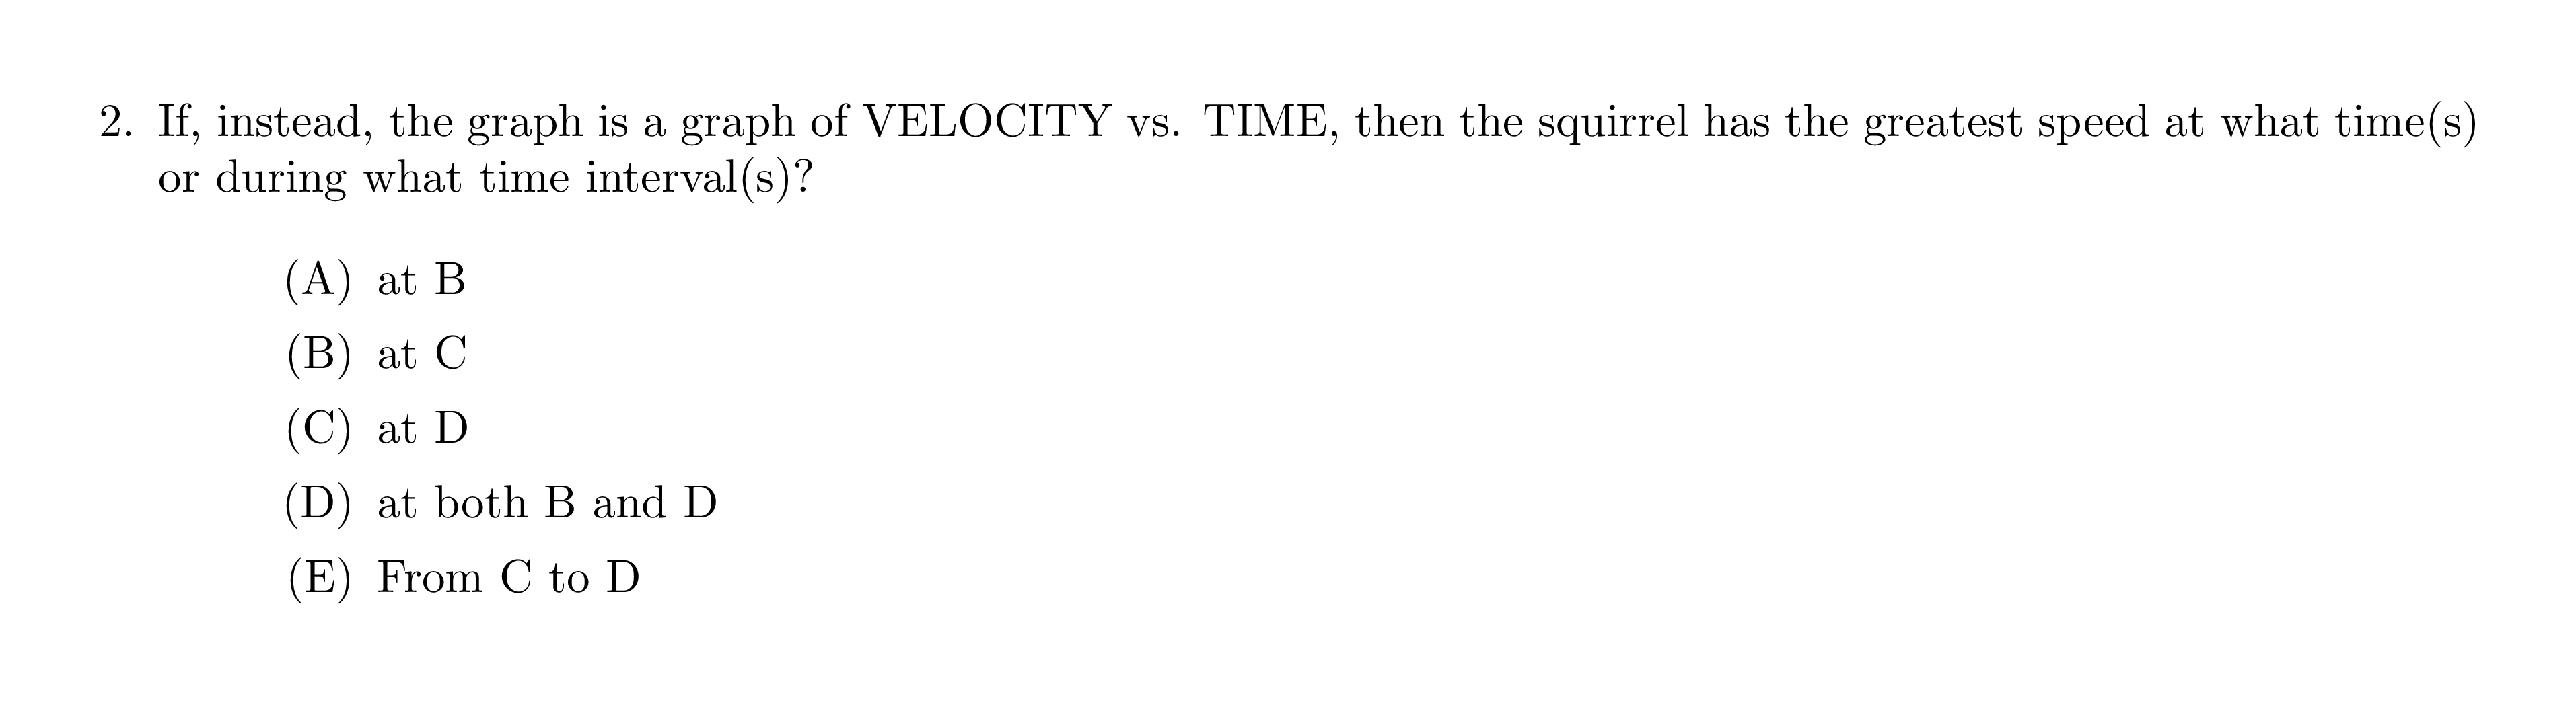 2. If, instead, the graph is a graph of VELOCITY vs. TIME, then the squirrel has the greatest speed at what time(s)
or during what time interval(s)?
(A) at B
(B) at C
(C) at D
(D) at both B and D
(E) From C to D